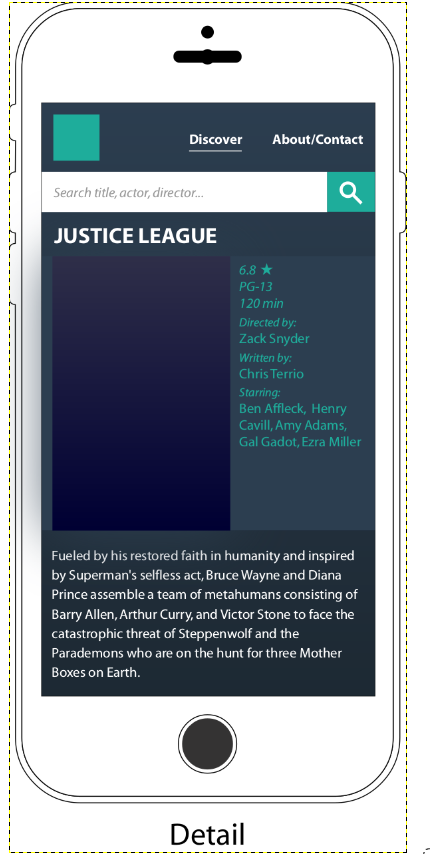 Discover About/Contact
Search title, actor, director...
JUSTICE LEAGUE
6.8 ★
PG-13
120 min
Directed by:
Zack Snyder
Written by:
Chris Terrio
Starring:
Ben Affleck, Henry
Cavill, Amy Adams,
Gal Gadot, Ezra Miller
Fueled by his restored faith in humanity and inspired
by Superman's selfless act, Bruce Wayne and Diana
Prince assemble a team of metahumans consisting of
Barry Allen, Arthur Curry, and Victor Stone to face the
catastrophic threat of Steppenwolf and the
Parademons who are on the hunt for three Mother
Boxes on Earth.
Detail